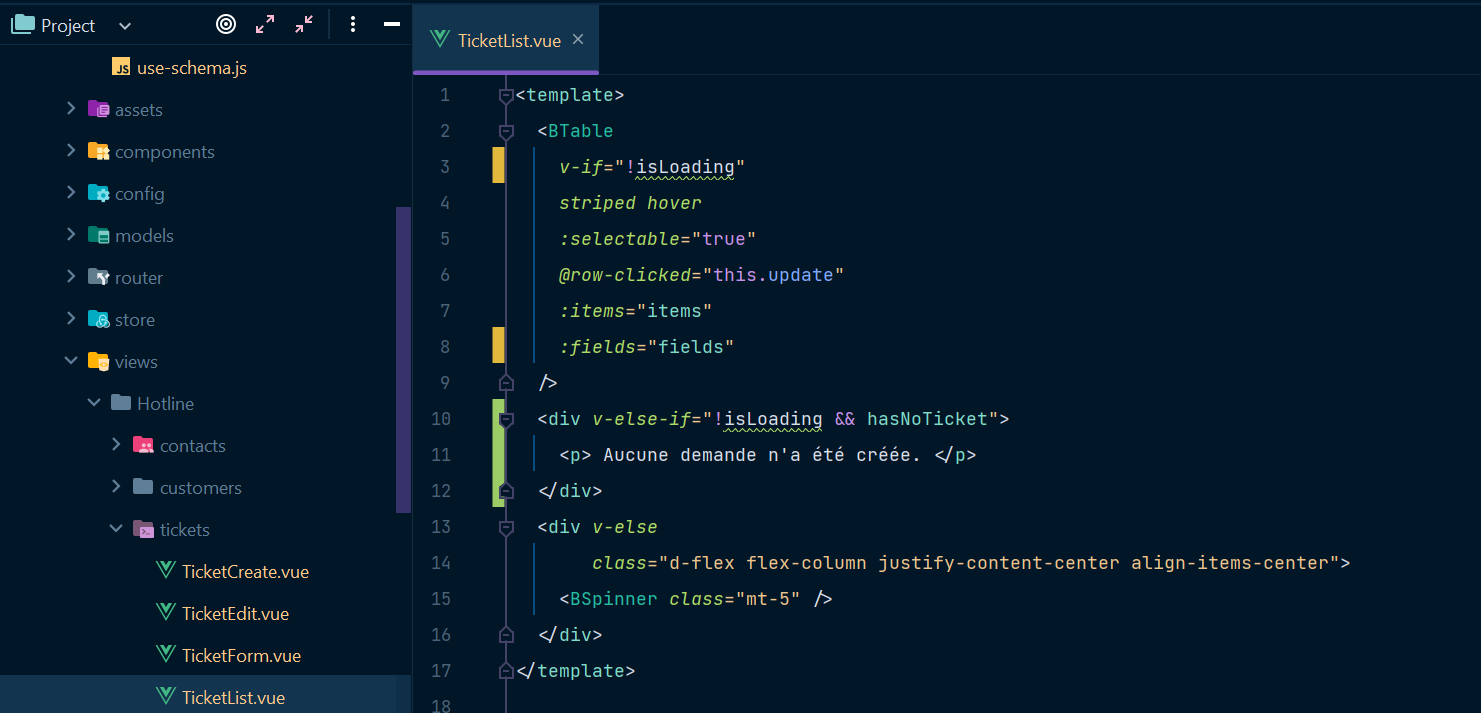 Project
JS use-schema.js
assets
components
config
models
router
store
views
Hotline
contacts
customers
tickets
TicketCreate.vue
TicketEdit.vue
TicketForm.vue
TicketList.vue
TicketList.vue
1 <template>
2 <BTable
3 v-if="!isLoading"
4 striped hover
5 :selectable="true"
6 @row-clicked="this.update"
7 :items="items"
8 :fields="fields"
9 />
10 <div v-else-if="!isLoading && hasNoTicket">
11 <p> Aucune demande n'a été créée. </p>
12 </div>
13 <div v-else
14 class="d-flex flex-column justify-content-center align-items-center">
15 <BSpinner class="mt-5" />
16 </div>
17 </template>
18